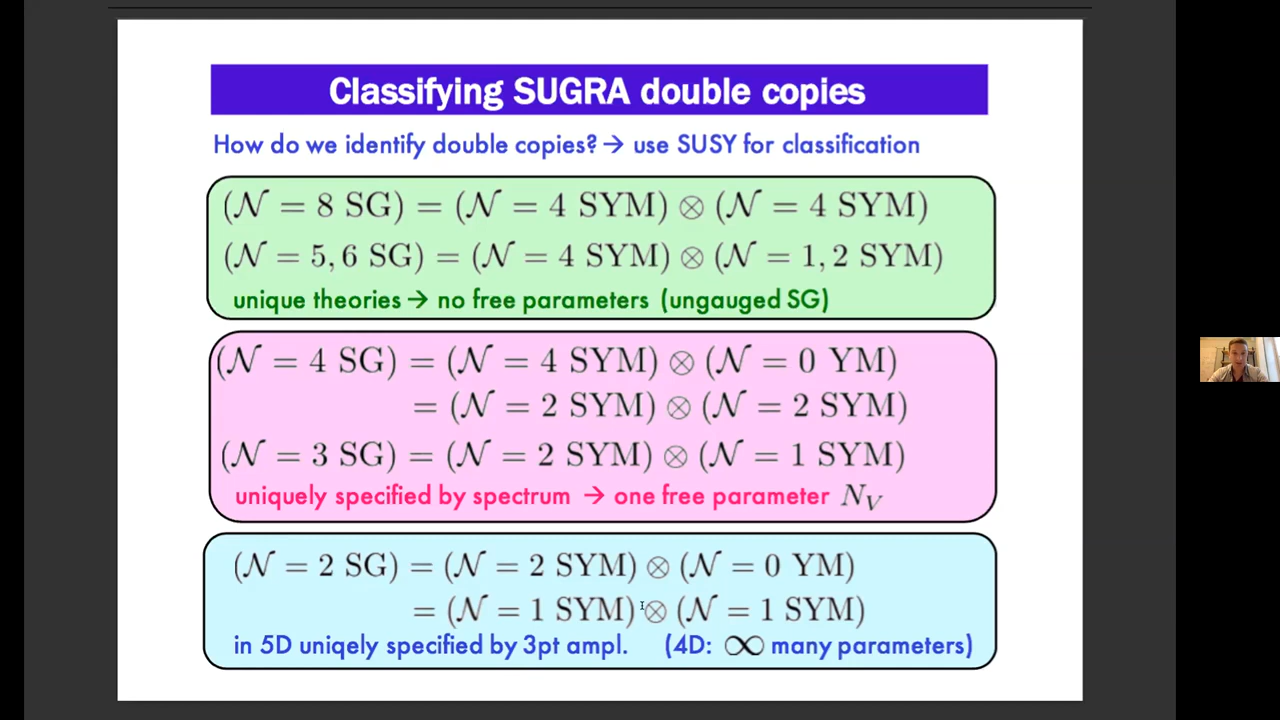 Classifying SUGRA double copies
How do we identify double copies? → use SUSY for classification
(𝒩 = 8 SG) = (𝒩 = 4 SYM) ⊗ (𝒩 = 4 SYM)
(𝒩 = 5, 6 SG) = (𝒩 = 4 SYM) ⊗ (𝒩 = 1, 2 SYM)
unique theories → no free parameters (ungauged SG)
(𝒩 = 4 SG) = (𝒩 = 4 SYM) ⊗ (𝒩 = 0 YM)
= (𝒩 = 2 SYM) ⊗ (𝒩 = 2 SYM)
(𝒩 = 3 SG) = (𝒩 = 2 SYM) ⊗ (𝒩 = 1 SYM)
uniquely specified by spectrum → one free parameter N_V
(𝒩 = 2 SG) = (𝒩 = 2 SYM) ⊗ (𝒩 = 0 YM)
= (𝒩 = 1 SYM) ⊗ (𝒩 = 1 SYM)
in 5D uniqely specified by 3pt ampl. (4D: ∞ many parameters)